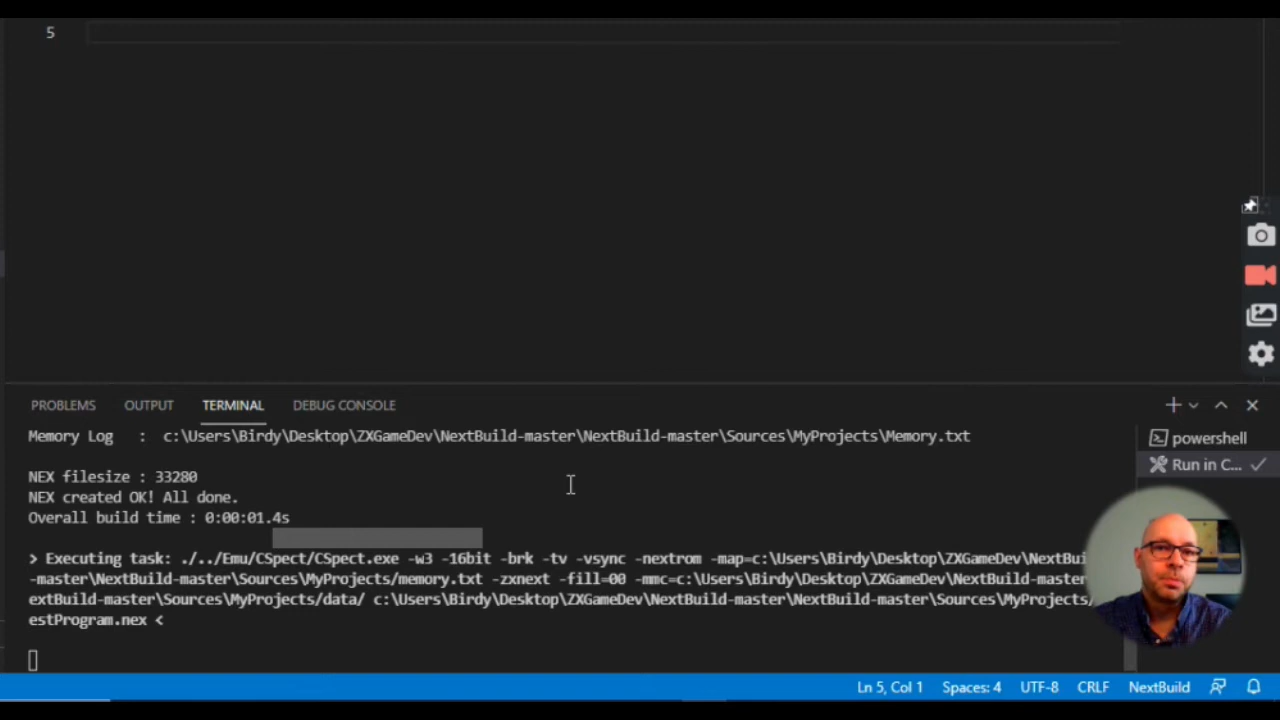 5
PROBLEMS OUTPUT TERMINAL DEBUG CONSOLE
Memory Log : c:\Users\Birdy\Desktop\ZXGameDev\NextBuild-master\NextBuild-master\Sources\MyProjects\Memory.txt
powershell
Run in C...
NEX filesize : 33280
NEX created OK! All done.
Overall build time : 0:00:01.4s
> Executing task: ./../Emu/CSpect/CSpect.exe -w3 -16bit -brk -tv -vsync -nextrom -map=c:\Users\Birdy\Desktop\ZXGameDev\NextBui
-master\NextBuild-master\Sources\MyProjects/memory.txt -zxnext -fill=00 -mmc=c:\Users\Birdy\Desktop\ZXGameDev\NextBuild-master
extBuild-master\Sources\MyProjects/data/ c:\Users\Birdy\Desktop\ZXGameDev\NextBuild-master\NextBuild-master\Sources\MyProjects/
estProgram.nex <
Ln 5, Col 1 Spaces: 4 UTF-8 CRLF NextBuild